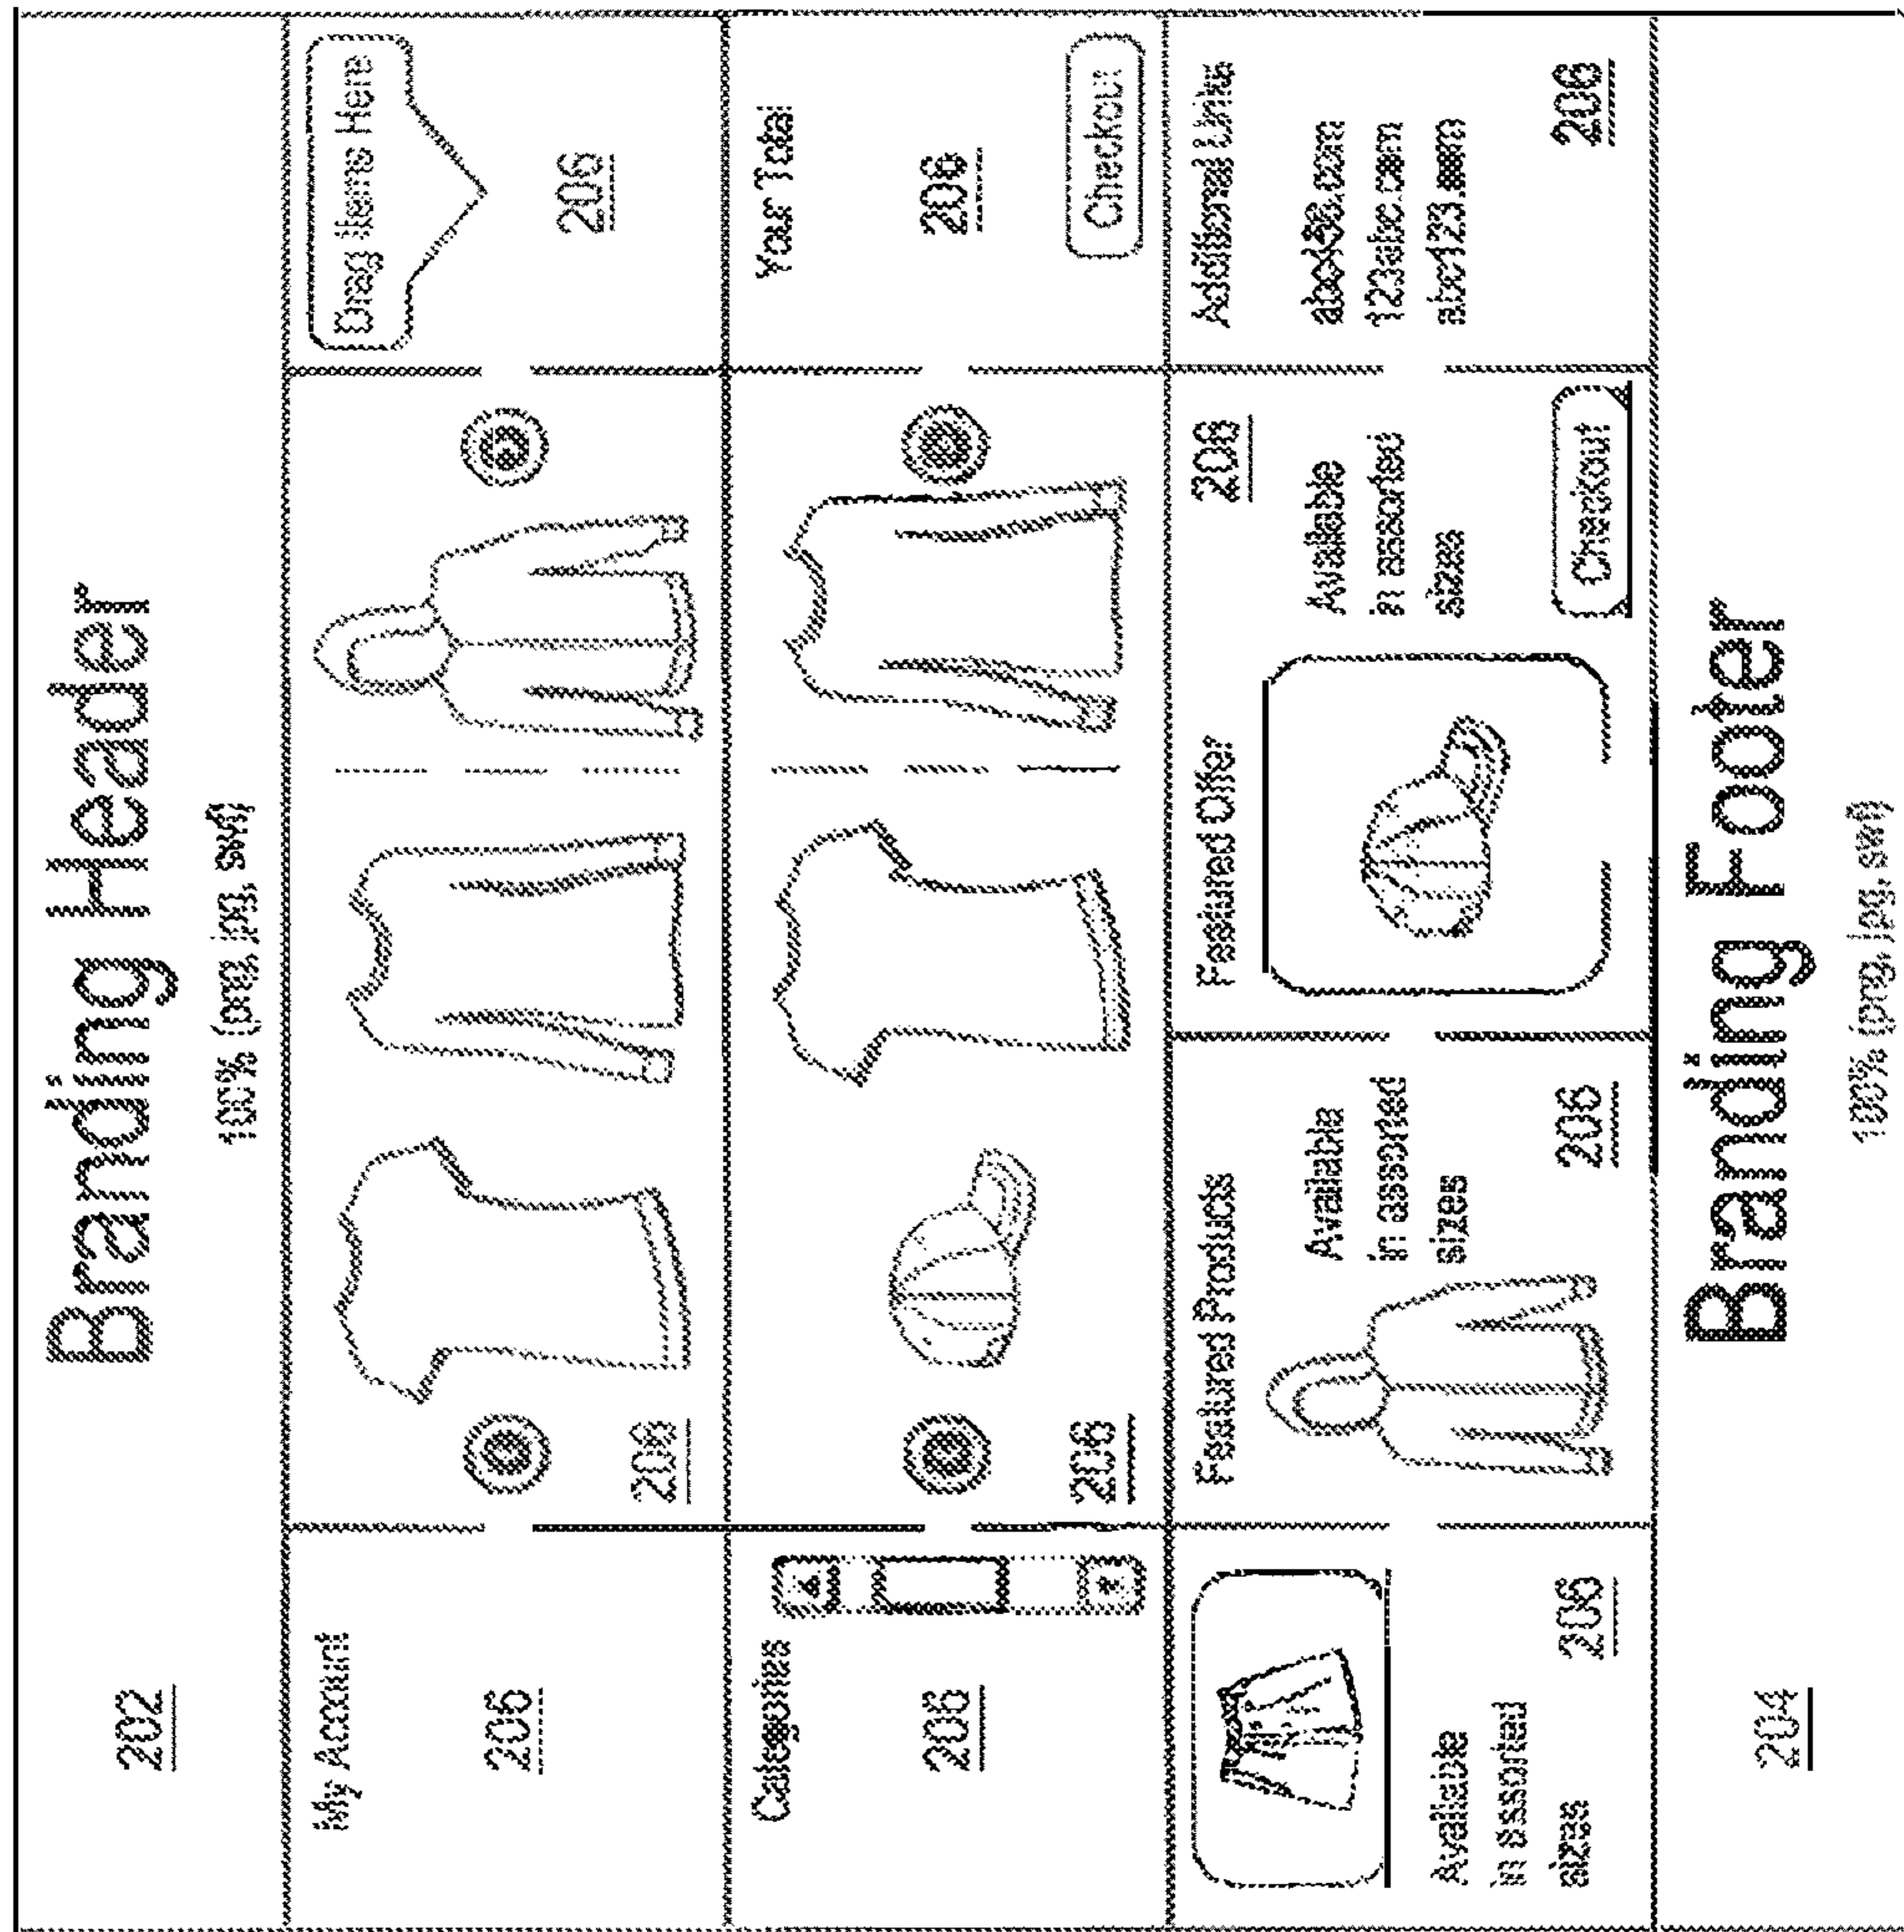 Branding Header
202
100% (png, jpg, swf)
My Account
206
206
Drag Items Here
206
Categories
206
206
Your Total
206
Checkout
Available
in assorted
sizes
206
Featured Products
Available
in assorted
sizes
206
Featured Offer
206
Available
in assorted
sizes
Checkout
Additional Links
abc456.com
123abc.com
abc123.com
206
Branding Footer
204
100% (png, jpg, swf)